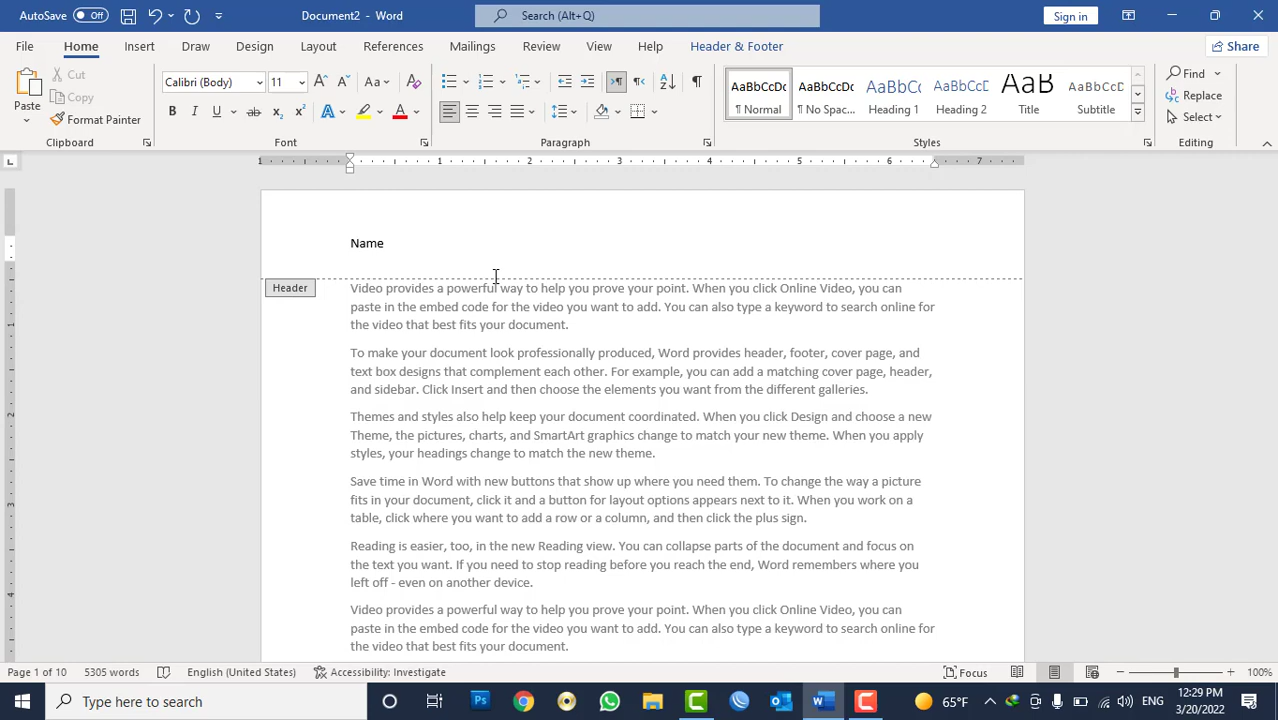 AutoSave Off Document2 - Word Search (Alt+Q) Sign in
File Home Insert Draw Design Layout References Mailings Review View Help Header & Footer Share
Paste
Cut
Copy
Format Painter
Clipboard
Calibri (Body) 11 Aa
B I U ab x₂ x² A A
Font
Paragraph
AaBbCcDc AaBbCcDc AaBbCc AaBbCcD AaB AaBbCcD
¶ Normal ¶ No Spac... Heading 1 Heading 2 Title Subtitle
Styles
Find
Replace
Select
Editing
1 1 2 3 4 5 6 7
Name
Header
Video provides a powerful way to help you prove your point. When you click Online Video, you can
paste in the embed code for the video you want to add. You can also type a keyword to search online for
the video that best fits your document.
To make your document look professionally produced, Word provides header, footer, cover page, and
text box designs that complement each other. For example, you can add a matching cover page, header,
and sidebar. Click Insert and then choose the elements you want from the different galleries.
Themes and styles also help keep your document coordinated. When you click Design and choose a new
Theme, the pictures, charts, and SmartArt graphics change to match your new theme. When you apply
styles, your headings change to match the new theme.
Save time in Word with new buttons that show up where you need them. To change the way a picture
fits in your document, click it and a button for layout options appears next to it. When you work on a
table, click where you want to add a row or a column, and then click the plus sign.
Reading is easier, too, in the new Reading view. You can collapse parts of the document and focus on
the text you want. If you need to stop reading before you reach the end, Word remembers where you
left off - even on another device.
Video provides a powerful way to help you prove your point. When you click Online Video, you can
paste in the embed code for the video you want to add. You can also type a keyword to search online for
the video that best fits your document.
1
2
3
4
Page 1 of 10 5305 words English (United States) Accessibility: Investigate Focus 100%
Type here to search 65°F ENG 12:29 PM
3/20/2022